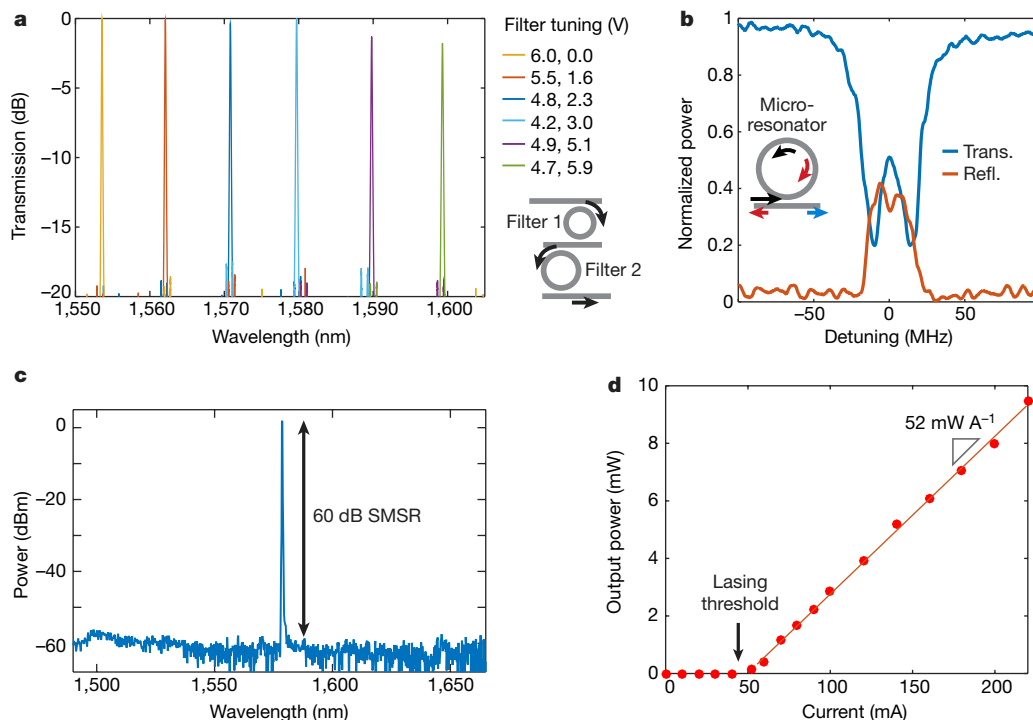 a
0
−5
−10
−15
−20
Transmission (dB)
1,550
1,560
1,570
1,580
1,590
1,600
Wavelength (nm)
Filter tuning (V)
6.0, 0.0
5.5, 1.6
4.8, 2.3
4.2, 3.0
4.9, 5.1
4.7, 5.9
Filter 1
Filter 2
b
1
0.8
0.6
0.4
0.2
0
Normalized power
Micro-
resonator
Trans.
Refl.
−50
0
50
Detuning (MHz)
c
0
−20
−40
−60
Power (dBm)
60 dB SMSR
1,500
1,550
1,600
1,650
Wavelength (nm)
d
10
8
6
4
2
0
Output power (mW)
52 mW A⁻¹
Lasing
threshold
0
50
100
150
200
Current (mA)